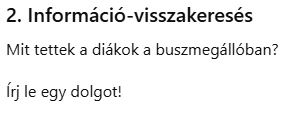 2. Információ-visszakeresés
Mit tettek a diákok a buszmegállóban?
Írj le egy dolgot!